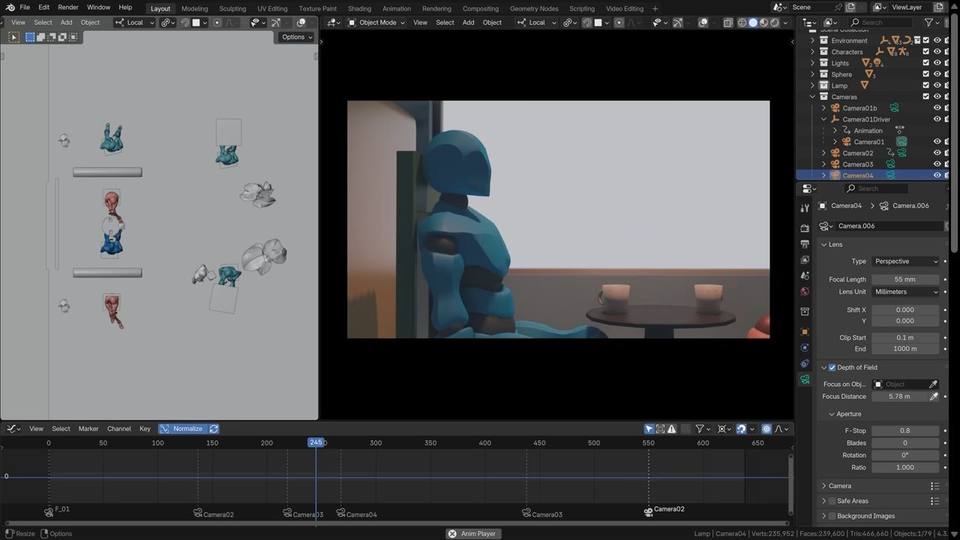 File Edit Render Window Help Layout Modeling Sculpting UV Editing Texture Paint Shading Animation Rendering Compositing Geometry Nodes Scripting Video Editing Scene ViewLayer
View Select Add Object Local Object Mode View Select Add Object Local Search
Options
Scene Collection
Environment
Characters
Lights
Sphere
Lamp
Cameras
Camera01b
Camera01Driver
Animation
Camera01
Camera02
Camera03
Camera04
Search
Camera04 > Camera.006
Camera.006
Lens
Type Perspective
Focal Length 55 mm
Lens Unit Millimeters
Shift X 0.000
Y 0.000
Clip Start 0.1 m
End 1000 m
Depth of Field
Focus on Obj... Object
Focus Distance 5.78 m
Aperture
F-Stop 0.8
Blades 0
Rotation 0°
Ratio 1.000
Camera
Safe Areas
Background Images
View Select Marker Channel Key Normalize
0 50 100 150 200 245 300 350 400 450 500 550 600 650
0
F_01 Camera02 Camera03 Camera04 Camera03 Camera02
Resize Options Anim Player Lamp | Camera04 | Verts:235,952 | Faces:239,600 | Tris:466,660 | Objects:1/79 | 4.3.